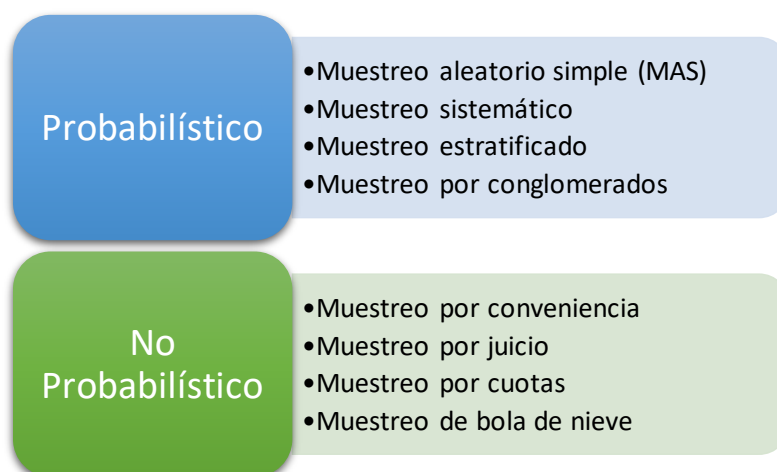 Probabilístico
•Muestreo aleatorio simple (MAS)
•Muestreo sistemático
•Muestreo estratificado
•Muestreo por conglomerados
No
Probabilístico
•Muestreo por conveniencia
•Muestreo por juicio
•Muestreo por cuotas
•Muestreo de bola de nieve